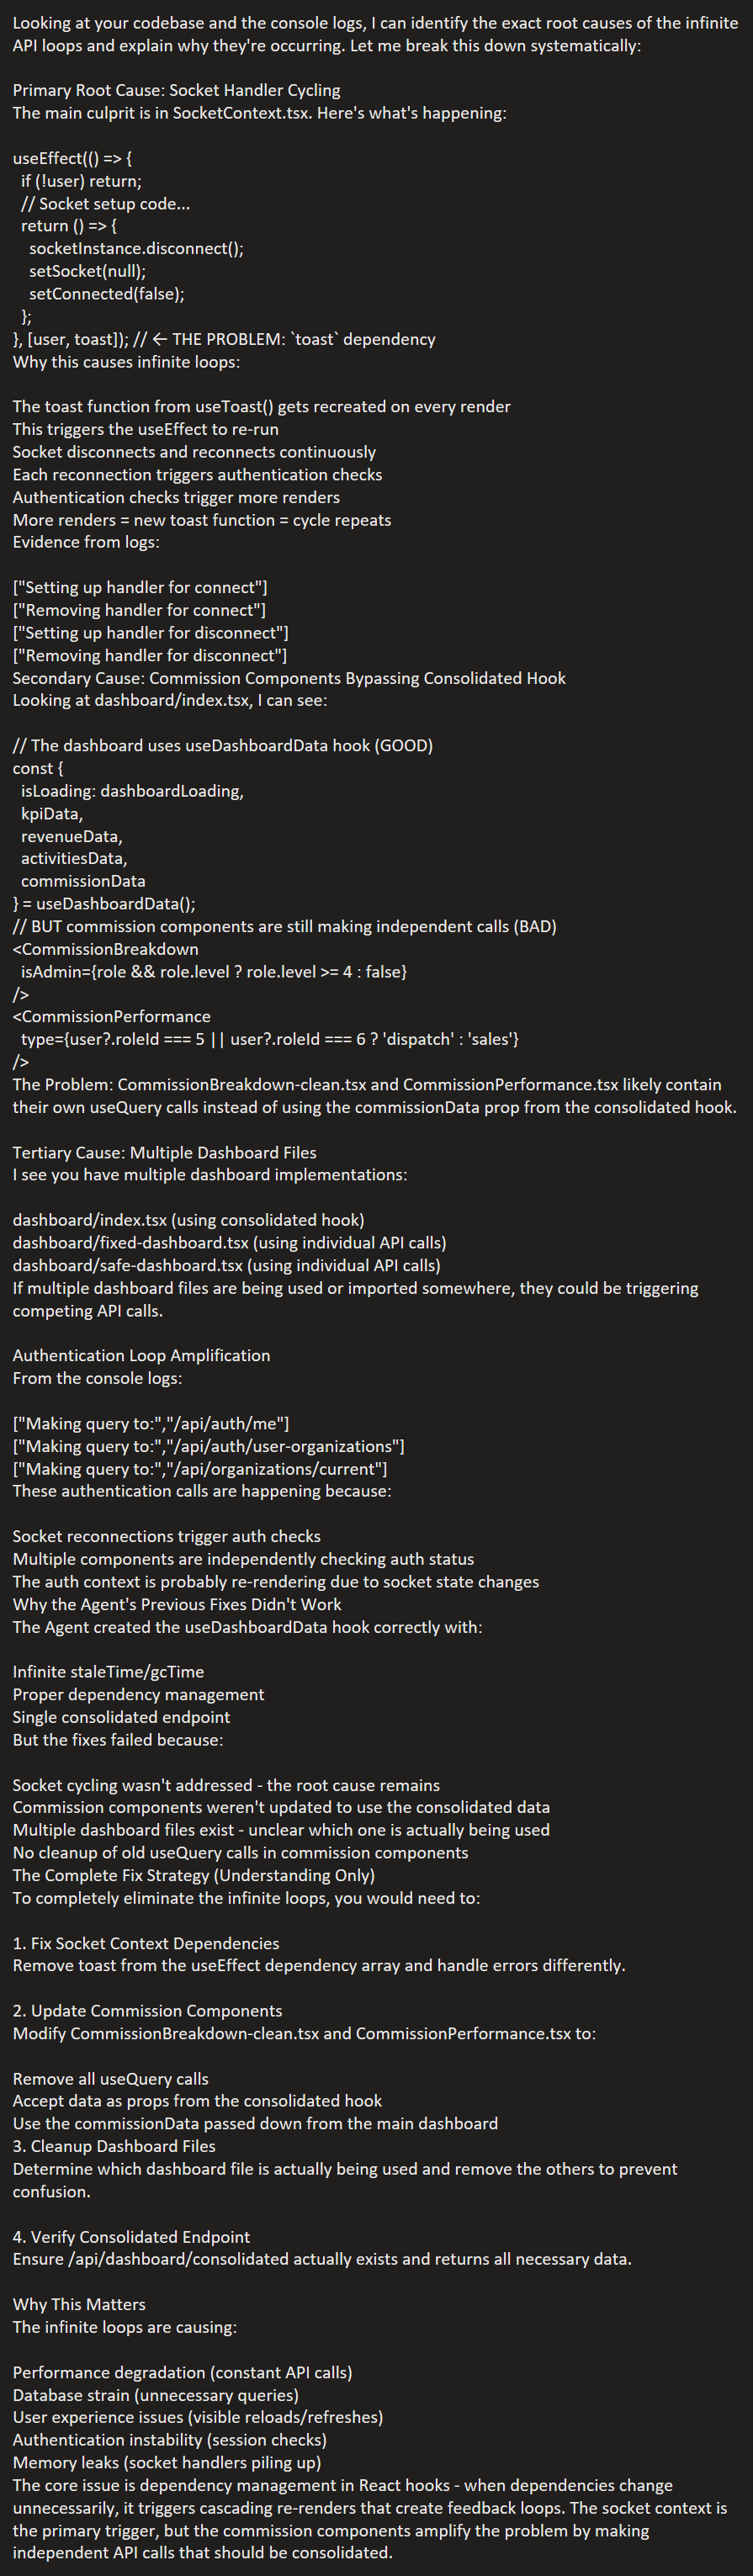 Looking at your codebase and the console logs, I can identify the exact root causes of the infinite
API loops and explain why they're occurring. Let me break this down systematically:
Primary Root Cause: Socket Handler Cycling
The main culprit is in SocketContext.tsx. Here's what's happening:
useEffect(() => {
if (!user) return;
// Socket setup code...
return () => {
socketInstance.disconnect();
setSocket(null);
setConnected(false);
};
}, [user, toast]); // ← THE PROBLEM: `toast` dependency
Why this causes infinite loops:
The toast function from useToast() gets recreated on every render
This triggers the useEffect to re-run
Socket disconnects and reconnects continuously
Each reconnection triggers authentication checks
Authentication checks trigger more renders
More renders = new toast function = cycle repeats
Evidence from logs:
["Setting up handler for connect"]
["Removing handler for connect"]
["Setting up handler for disconnect"]
["Removing handler for disconnect"]
Secondary Cause: Commission Components Bypassing Consolidated Hook
Looking at dashboard/index.tsx, I can see:
// The dashboard uses useDashboardData hook (GOOD)
const {
isLoading: dashboardLoading,
kpiData,
revenueData,
activitiesData,
commissionData
} = useDashboardData();
// BUT commission components are still making independent calls (BAD)
<CommissionBreakdown
isAdmin={role && role.level ? role.level >= 4 : false}
/>
<CommissionPerformance
type={user?.roleId === 5 || user?.roleId === 6 ? 'dispatch' : 'sales'}
/>
The Problem: CommissionBreakdown-clean.tsx and CommissionPerformance.tsx likely contain
their own useQuery calls instead of using the commissionData prop from the consolidated hook.
Tertiary Cause: Multiple Dashboard Files
I see you have multiple dashboard implementations:
dashboard/index.tsx (using consolidated hook)
dashboard/fixed-dashboard.tsx (using individual API calls)
dashboard/safe-dashboard.tsx (using individual API calls)
If multiple dashboard files are being used or imported somewhere, they could be triggering
competing API calls.
Authentication Loop Amplification
From the console logs:
["Making query to:","/api/auth/me"]
["Making query to:","/api/auth/user-organizations"]
["Making query to:","/api/organizations/current"]
These authentication calls are happening because:
Socket reconnections trigger auth checks
Multiple components are independently checking auth status
The auth context is probably re-rendering due to socket state changes
Why the Agent's Previous Fixes Didn't Work
The Agent created the useDashboardData hook correctly with:
Infinite staleTime/gcTime
Proper dependency management
Single consolidated endpoint
But the fixes failed because:
Socket cycling wasn't addressed - the root cause remains
Commission components weren't updated to use the consolidated data
Multiple dashboard files exist - unclear which one is actually being used
No cleanup of old useQuery calls in commission components
The Complete Fix Strategy (Understanding Only)
To completely eliminate the infinite loops, you would need to:
1. Fix Socket Context Dependencies
Remove toast from the useEffect dependency array and handle errors differently.
2. Update Commission Components
Modify CommissionBreakdown-clean.tsx and CommissionPerformance.tsx to:
Remove all useQuery calls
Accept data as props from the consolidated hook
Use the commissionData passed down from the main dashboard
3. Cleanup Dashboard Files
Determine which dashboard file is actually being used and remove the others to prevent
confusion.
4. Verify Consolidated Endpoint
Ensure /api/dashboard/consolidated actually exists and returns all necessary data.
Why This Matters
The infinite loops are causing:
Performance degradation (constant API calls)
Database strain (unnecessary queries)
User experience issues (visible reloads/refreshes)
Authentication instability (session checks)
Memory leaks (socket handlers piling up)
The core issue is dependency management in React hooks - when dependencies change
unnecessarily, it triggers cascading re-renders that create feedback loops. The socket context is
the primary trigger, but the commission components amplify the problem by making
independent API calls that should be consolidated.